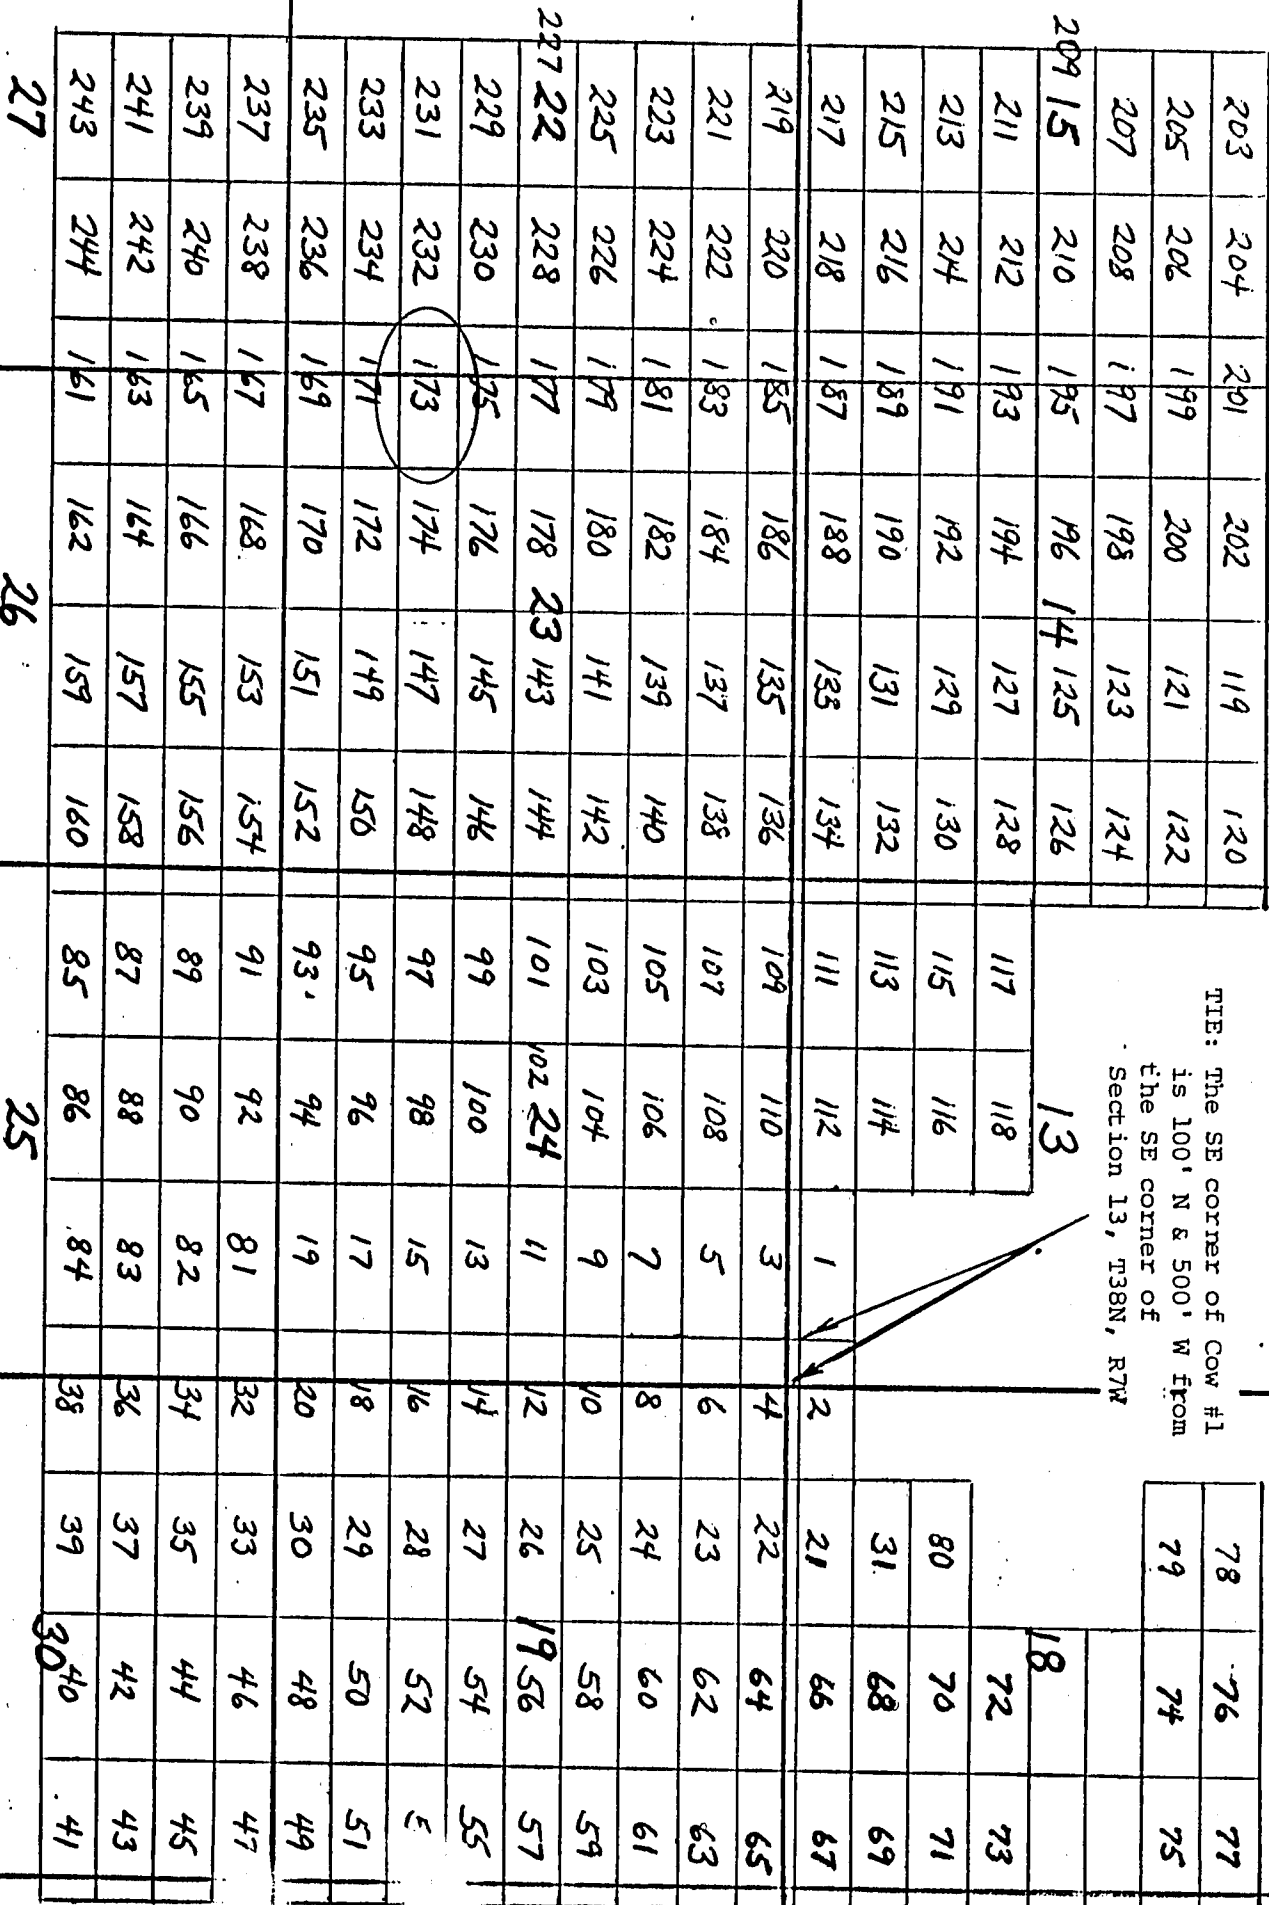 203 204 201 202 119 120 78 76 77
TIE: The SE corner of Cow #1
is 100' N & 500' W from
the SE corner of
Section 13, T38N, R7W
205 206 199 200 121 122 79 74 75
207 208 197 198 123 124
209 15 210 195 196 14 125 126 13 18
211 212 193 194 127 128 117 118 72 73
213 214 191 192 129 130 115 116 80 70 71
215 216 189 190 131 132 113 114 31 68 69
217 218 187 188 133 134 111 112 1 2 21 66 67
219 220 185 186 135 136 109 110 3 4 22 64 65
221 222 183 184 137 138 107 108 5 6 23 62 63
223 224 181 182 139 140 105 106 7 8 24 60 61
225 226 179 180 141 142 103 104 9 10 25 58 59
227 22 228 177 178 23 143 144 101 102 24 11 12 26 19 56 57
229 230 175 176 145 146 99 100 13 14 27 54 55
231 232 173 174 147 148 97 98 15 16 28 52
233 234 171 172 149 150 95 96 17 18 29 50 51
235 236 169 170 151 152 93 94 19 20 30 48 49
237 238 167 168 153 154 91 92 81 32 33 46 47
239 240 165 166 155 156 89 90 82 34 35 44 45
241 242 163 164 157 158 87 88 83 36 37 42 43
243 244 161 162 159 160 85 86 84 38 39 40 41
27 26 25 30